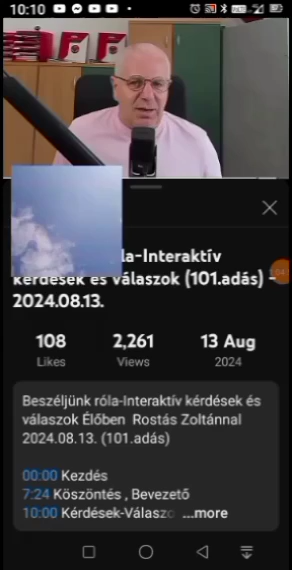 10:10
la-Interaktív
kérdések és válaszok (101.adás) -
2024.08.13.
108 2,261 13 Aug
Likes Views 2024
Beszéljünk róla-Interaktív kérdések és
válaszok Élőben Rostás Zoltánnal
2024.08.13. (101.adás)
00:00 Kezdés
7:24 Köszöntés , Bevezető
10:00 Kérdések-Válaszo ...more